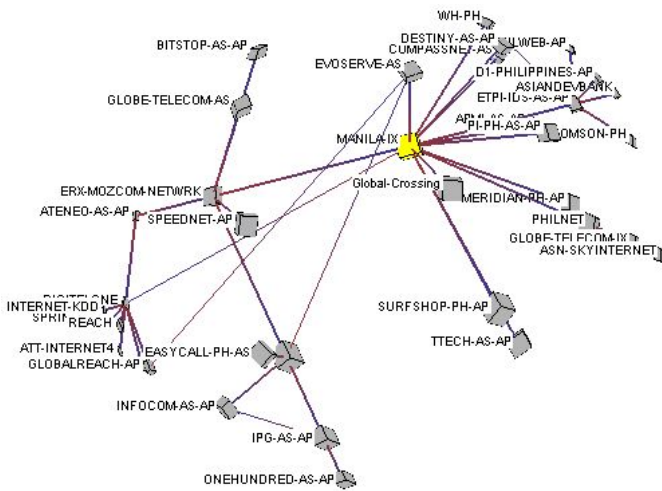 WH-PH
DESTINY-AS-AP
ILWEB-AP
COMPASSNET-AS
BITSTOP-AS-AP
EVOSERVE-AS
D1-PHILIPPINES-AP
ASIANDEVBANK
ETPI-IDS-AS-AP
GLOBE-TELECOM-AS
PI-PH-AS-AP
OMSON-PH
MANILA-IX
Global-Crossing
ERX-MOZCOM-NETWRK
MERIDIAN-PH-AP
ATENEO-AS-AP
SPEEDNET-AP
PHILNET
GLOBE-TELECOM-IX
ASN-SKYINTERNET
INTERNET-KDD
SURFSHOP-PH-AP
SPRIN
REACH
TTECH-AS-AP
ATT-INTERNET4
EASYCALL-PH-AS
GLOBALREACH-AP
INFOCOM-AS-AP
IPG-AS-AP
ONEHUNDRED-AS-AP